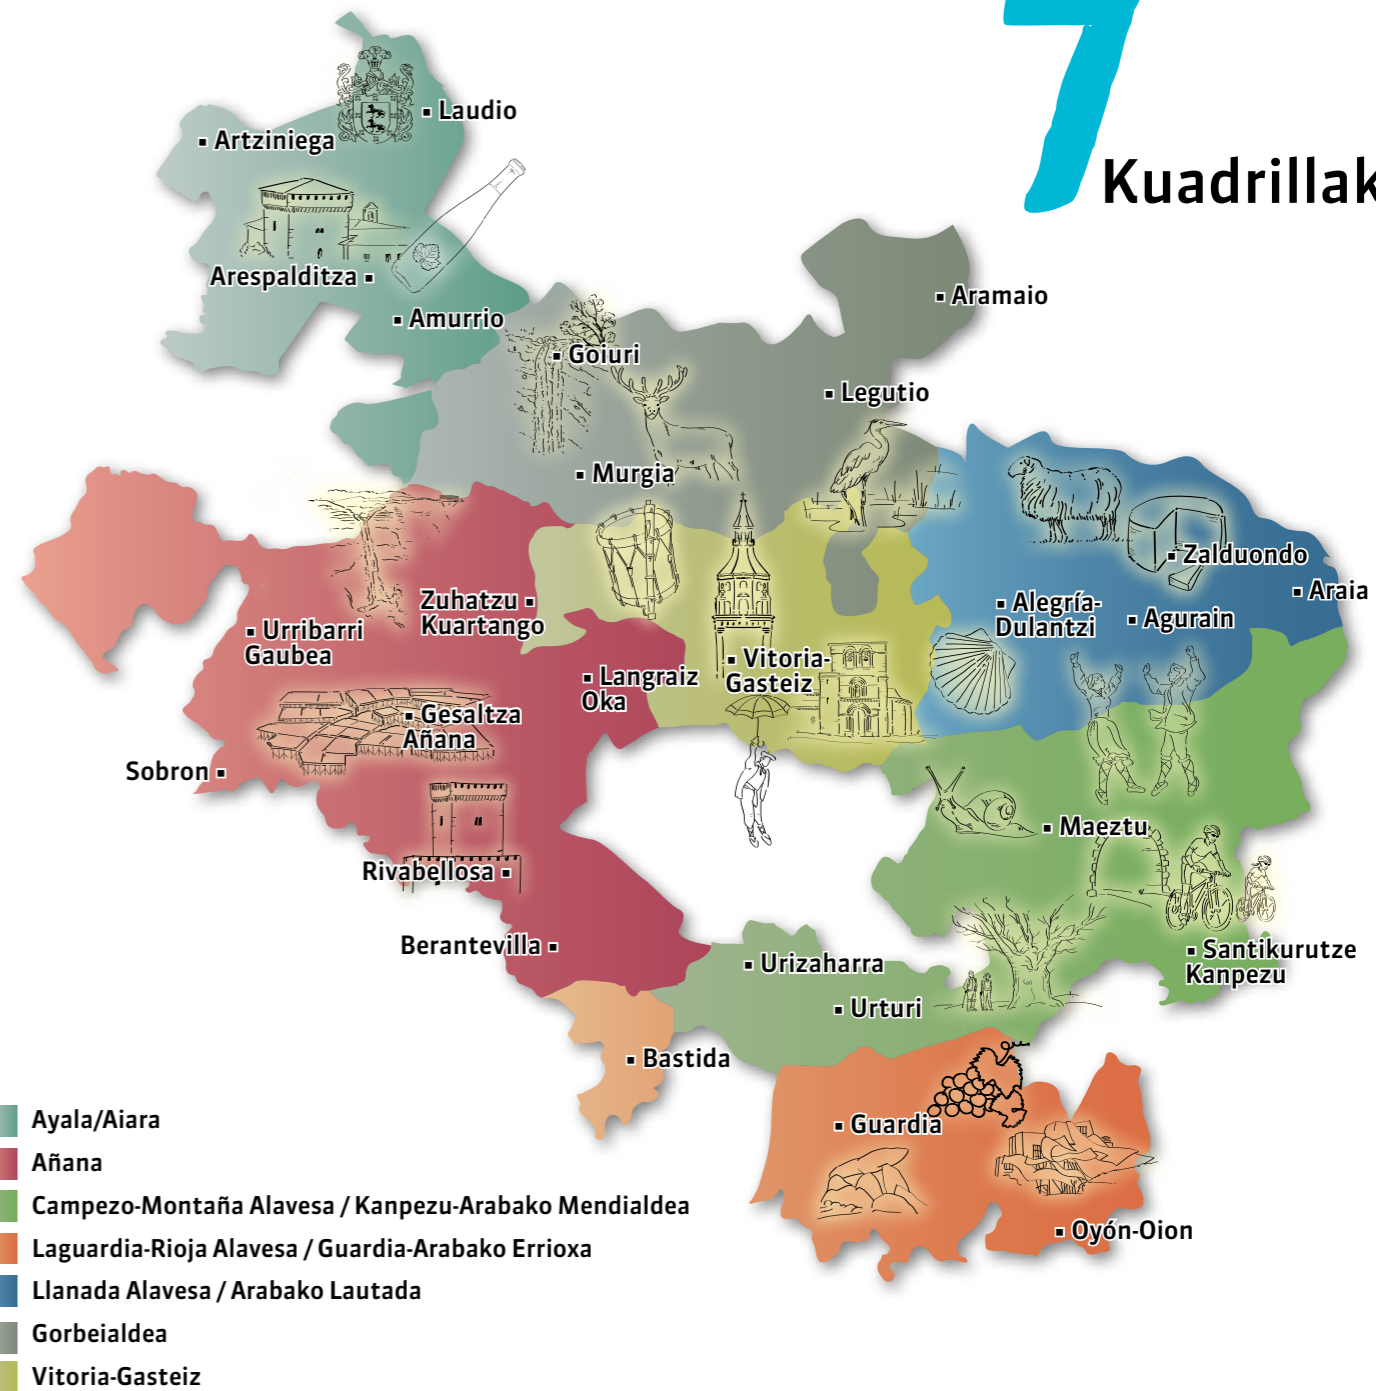 7
Kuadrillak
Laudio
Artziniega
Arespalditza
Amurrio
Aramaio
Goiuri
Legutio
Murgia
Zalduondo
Araia
Zuhatzu
Kuartango
Alegría-
Dulantzi
Agurain
Urribarri
Gaubea
Vitoria-
Gasteiz
Langraiz
Oka
Gesaltza
Añana
Sobron
Maeztu
Rivabellosa
Berantevilla
Santikurutze
Kanpezu
Urizaharra
Urturi
Bastida
Guardia
Oyón-Oion
Ayala/Aiara
Añana
Campezo-Montaña Alavesa / Kanpezu-Arabako Mendialdea
Laguardia-Rioja Alavesa / Guardia-Arabako Errioxa
Llanada Alavesa / Arabako Lautada
Gorbeialdea
Vitoria-Gasteiz